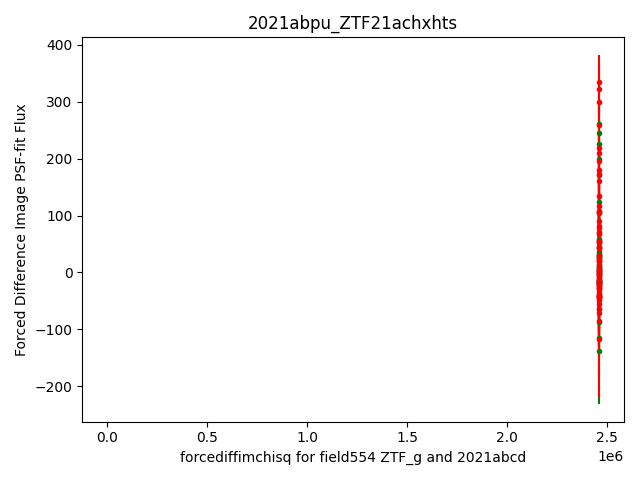 2021abpu_ZTF21achxhts
400
300
200
100
0
−100
−200
Forced Difference Image PSF-fit Flux
0.0 0.5 1.0 1.5 2.0 2.5
1e6
forcediffimchisq for field554 ZTF_g and 2021abcd